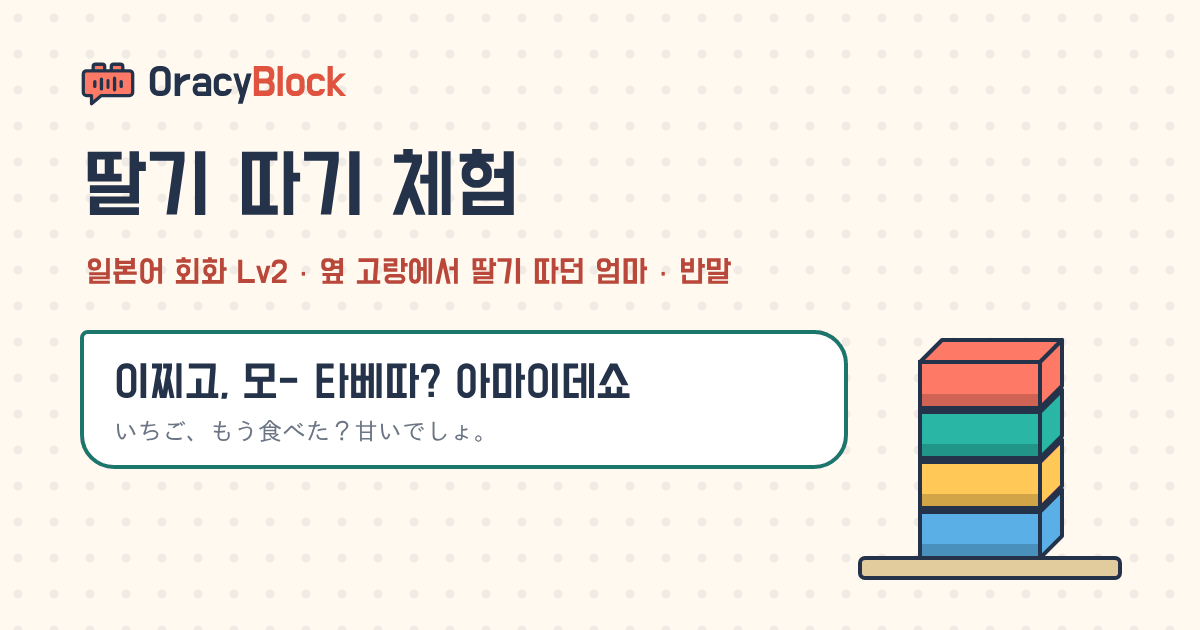 OracyBlock
딸기 따기 체험
일본어 회화 Lv2 · 옆 고랑에서 딸기 따던 엄마 · 반말
이찌고, 모- 타베따? 아마이데쇼
いちご、もう食べた？甘いでしょ。